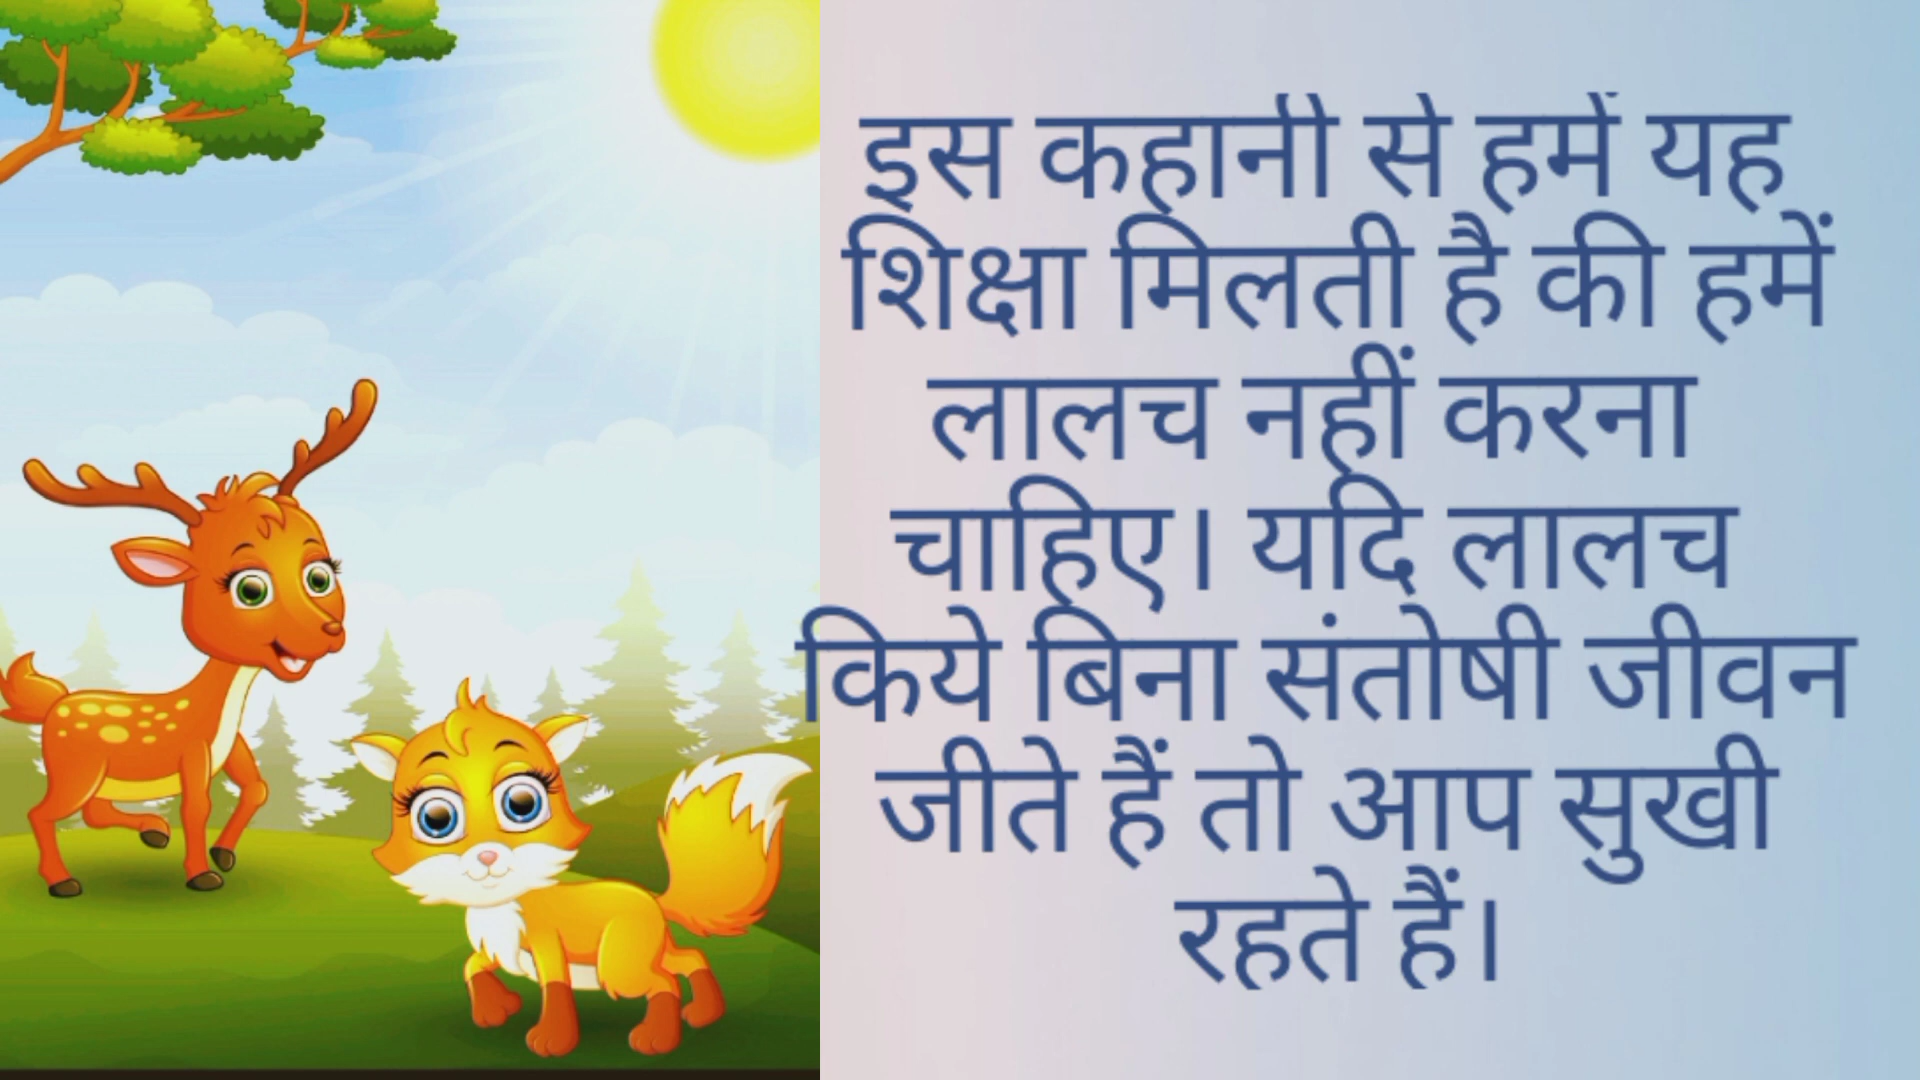 इस कहानी से हमें यह
शिक्षा मिलती है की हमें
लालच नहीं करना
चाहिए। यदि लालच
किये बिना संतोषी जीवन
जीते हैं तो आप सुखी
रहते हैं।